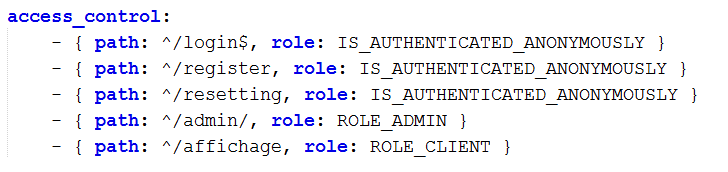 access_control:
- { path: ^/login$, role: IS_AUTHENTICATED_ANONYMOUSLY }
- { path: ^/register, role: IS_AUTHENTICATED_ANONYMOUSLY }
- { path: ^/resetting, role: IS_AUTHENTICATED_ANONYMOUSLY }
- { path: ^/admin/, role: ROLE_ADMIN }
- { path: ^/affichage, role: ROLE_CLIENT }